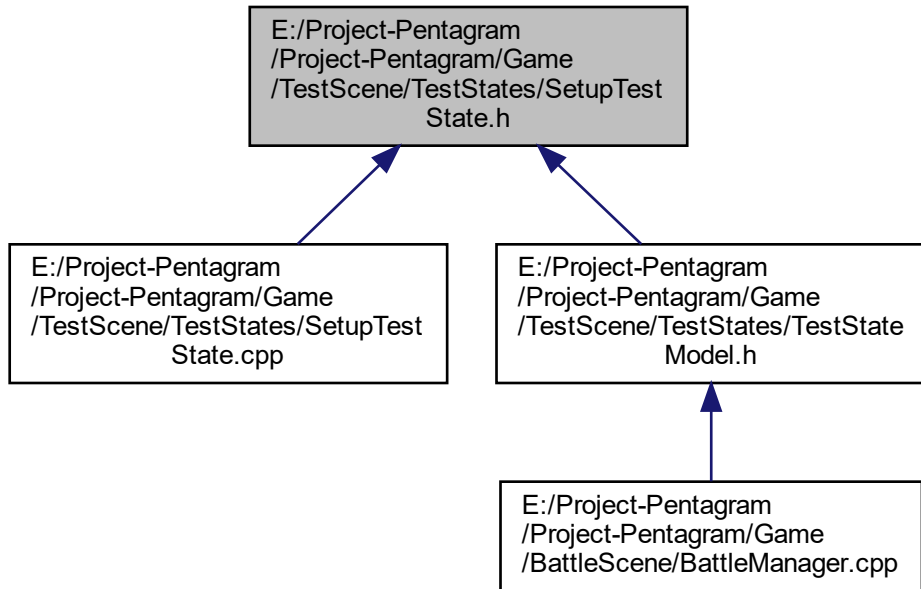 E:/Project-Pentagram
/Project-Pentagram/Game
/TestScene/TestStates/SetupTest
State.h
E:/Project-Pentagram
/Project-Pentagram/Game
/TestScene/TestStates/SetupTest
State.cpp
E:/Project-Pentagram
/Project-Pentagram/Game
/TestScene/TestStates/TestState
Model.h
E:/Project-Pentagram
/Project-Pentagram/Game
/BattleScene/BattleManager.cpp